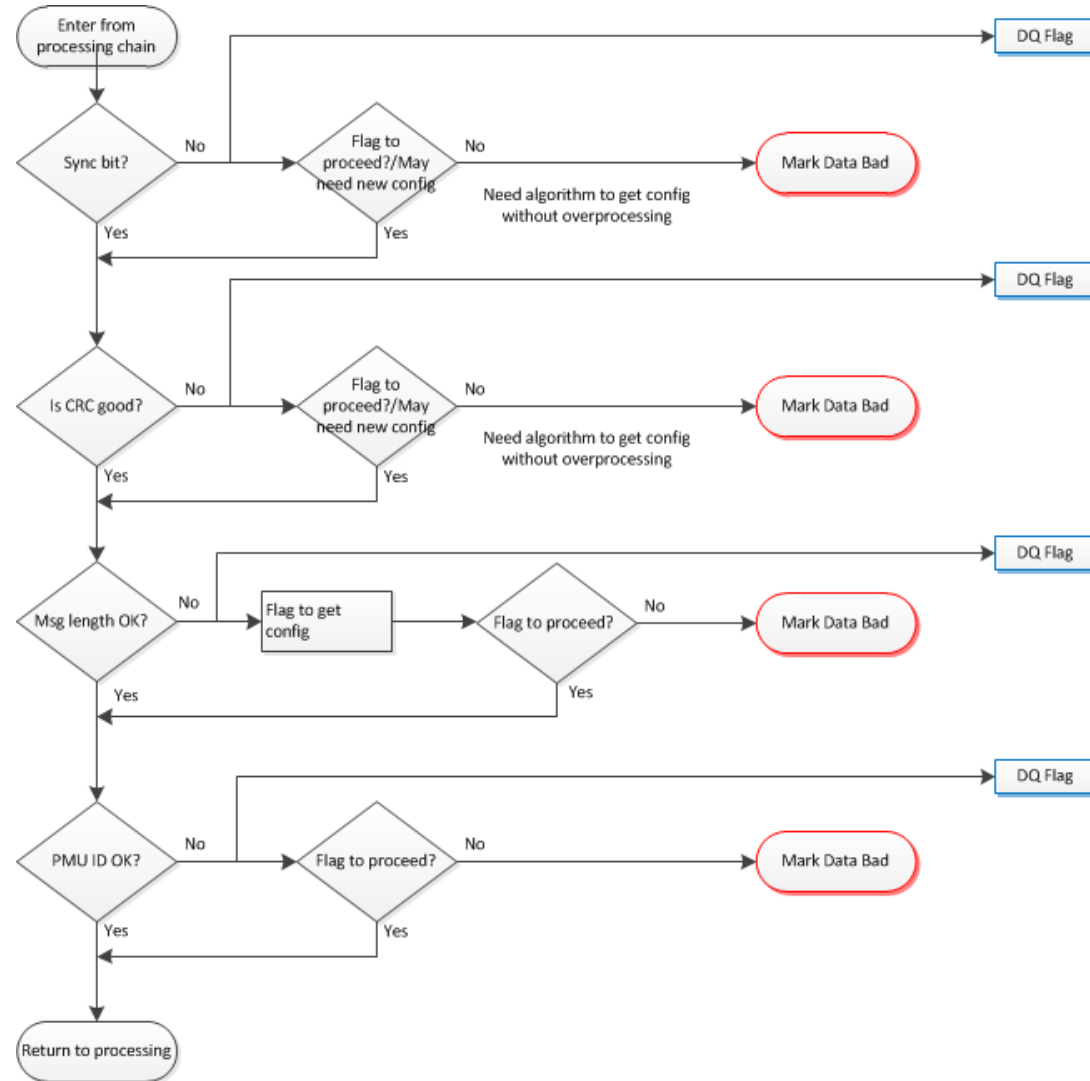 Enter from
processing chain
DQ Flag
Sync bit?
No
Flag to
proceed?/May
need new config
No
Mark Data Bad
Need algorithm to get config
without overprocessing
Yes
Yes
DQ Flag
Is CRC good?
No
Flag to
proceed?/May
need new config
No
Mark Data Bad
Need algorithm to get config
without overprocessing
Yes
Yes
DQ Flag
Msg length OK?
No
Flag to get
config
Flag to proceed?
No
Mark Data Bad
Yes
Yes
DQ Flag
PMU ID OK?
No
Flag to proceed?
No
Mark Data Bad
Yes
Yes
Return to processing